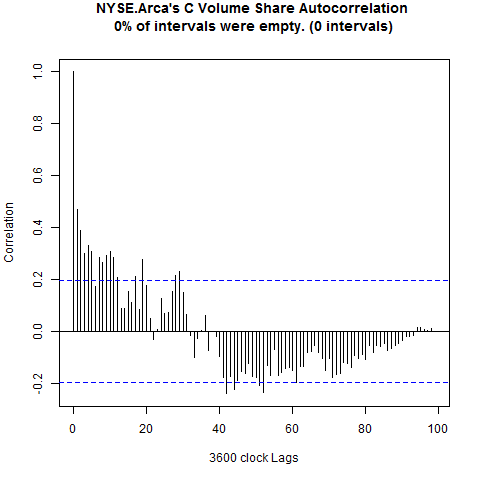 NYSE.Arca's C Volume Share Autocorrelation
0% of intervals were empty. (0 intervals)
Correlation
1.0
0.8
0.6
0.4
0.2
0.0
-0.2
0 20 40 60 80 100
3600 clock Lags